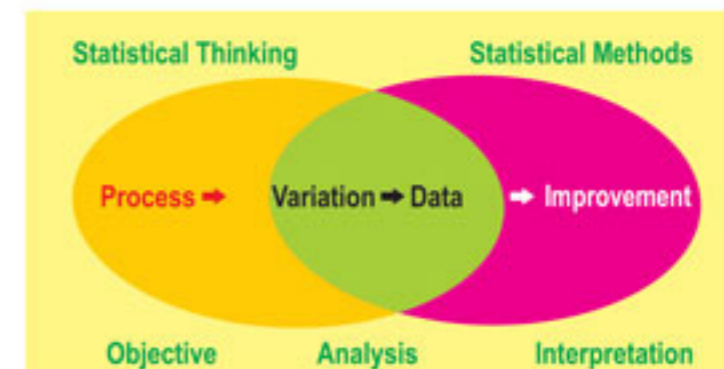 Statistical Thinking Statistical Methods
Process ➡ Variation ➡ Data ➡ Improvement
Objective Analysis Interpretation